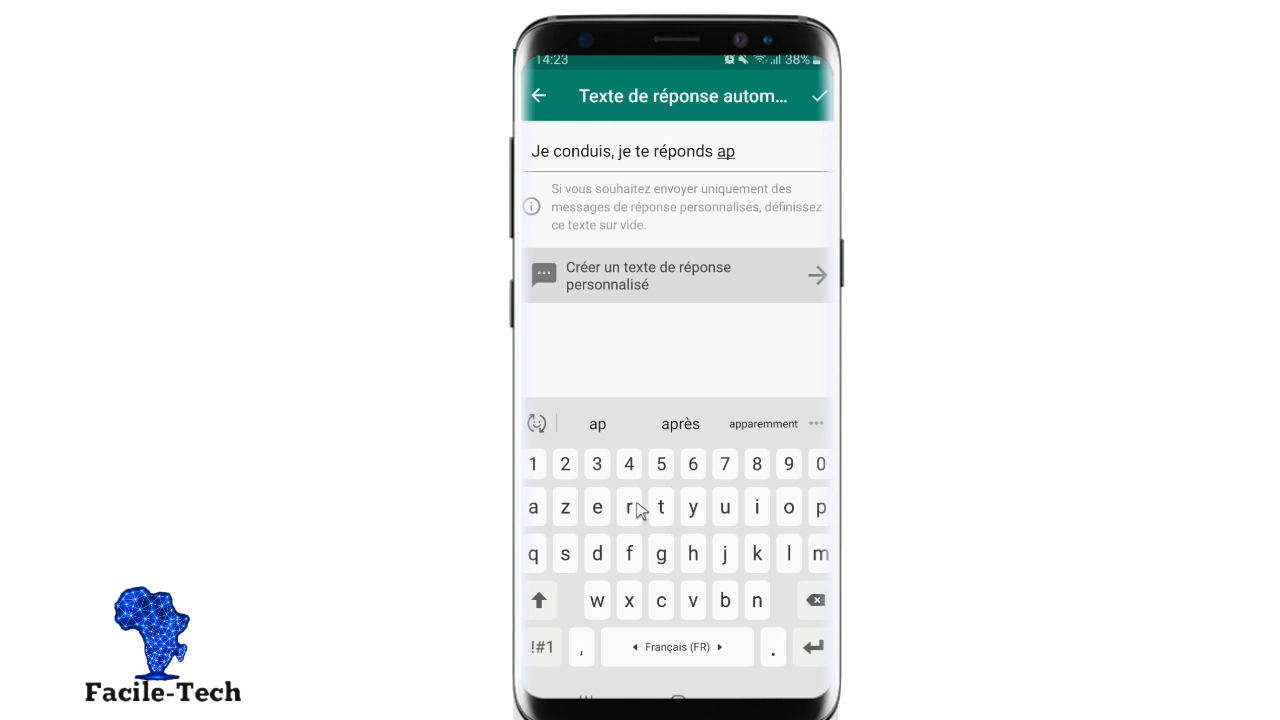 14:23
38%
Texte de réponse autom...
Je conduis, je te réponds ap
Si vous souhaitez envoyer uniquement des
messages de réponse personnalisés, définissez
ce texte sur vide.
Créer un texte de réponse
personnalisé
ap après apparemment
1 2 3 4 5 6 7 8 9 0
a z e r t y u i o p
q s d f g h j k l m
w x c v b n
!#1 , Français (FR) .
Facile-Tech